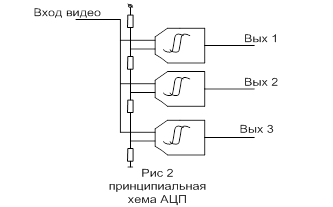 Вход видео
Вых 1
Вых 2
Вых 3
Рис 2
принципиальная
хема АЦП